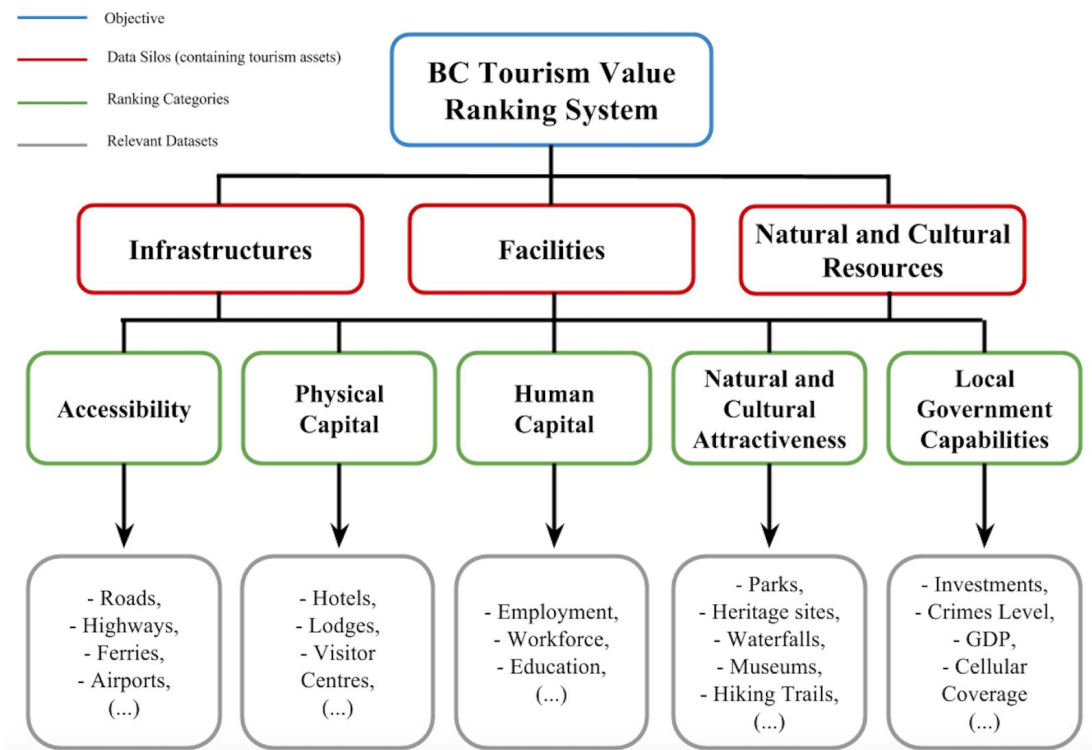 Objective
Data Silos (containing tourism assets)
Ranking Categories
Relevant Datasets
BC Tourism Value
Ranking System
Infrastructures
Facilities
Natural and Cultural
Resources
Accessibility
Physical
Capital
Human
Capital
Natural and
Cultural
Attractiveness
Local
Government
Capabilities
- Roads,
- Highways,
- Ferries,
- Airports,
(...)
- Hotels,
- Lodges,
- Visitor
Centres,
(...)
- Employment,
- Workforce,
- Education,
(...)
- Parks,
- Heritage sites,
- Waterfalls,
- Museums,
- Hiking Trails,
(...)
- Investments,
- Crimes Level,
- GDP,
- Cellular
Coverage
(...)